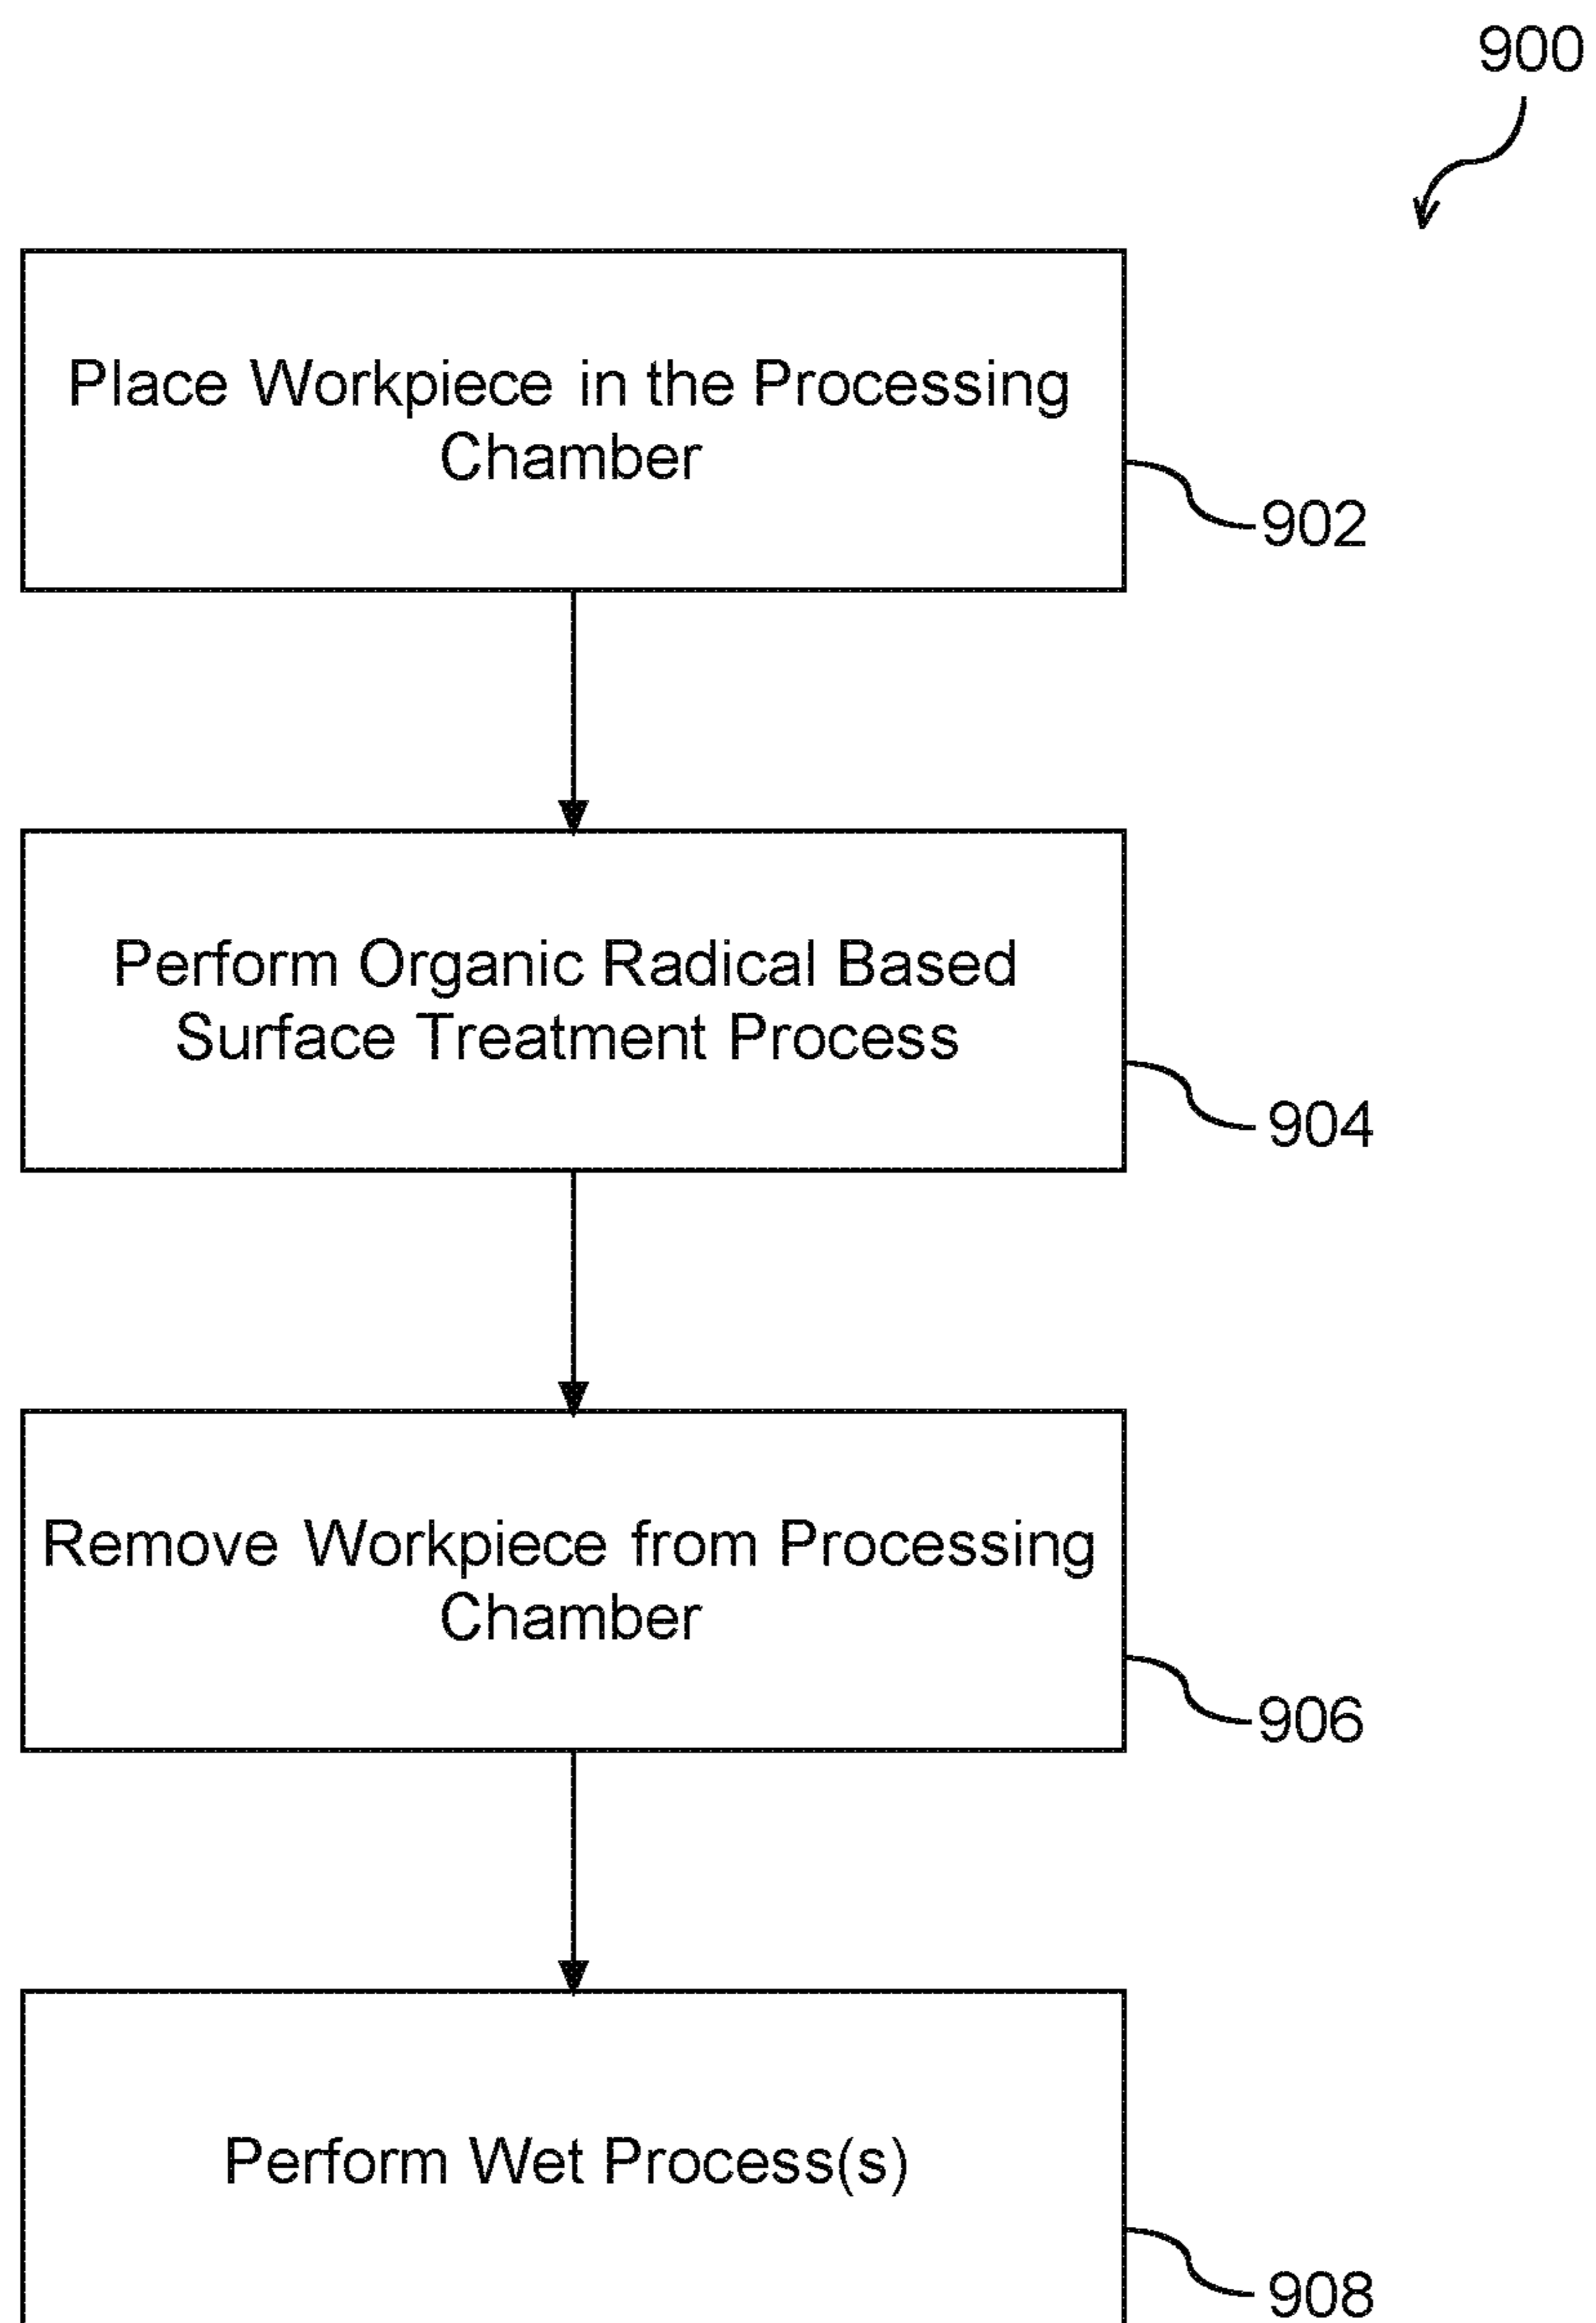 900
Place Workpiece in the Processing
Chamber
902
Perform Organic Radical Based
Surface Treatment Process
904
Remove Workpiece from Processing
Chamber
906
Perform Wet Process(s)
908